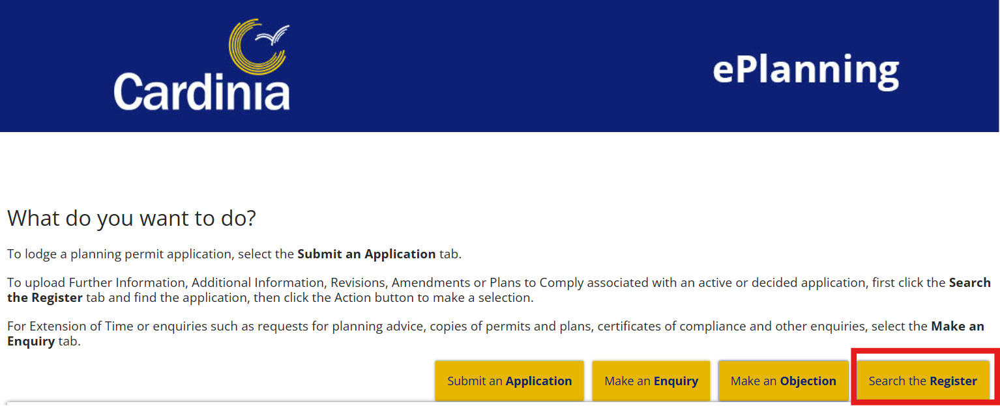 Cardinia
ePlanning
What do you want to do?
To lodge a planning permit application, select the Submit an Application tab.
To upload Further Information, Additional Information, Revisions, Amendments or Plans to Comply associated with an active or decided application, first click the Search
the Register tab and find the application, then click the Action button to make a selection.
For Extension of Time or enquiries such as requests for planning advice, copies of permits and plans, certificates of compliance and other enquiries, select the Make an
Enquiry tab.
Submit an Application
Make an Enquiry
Make an Objection
Search the Register